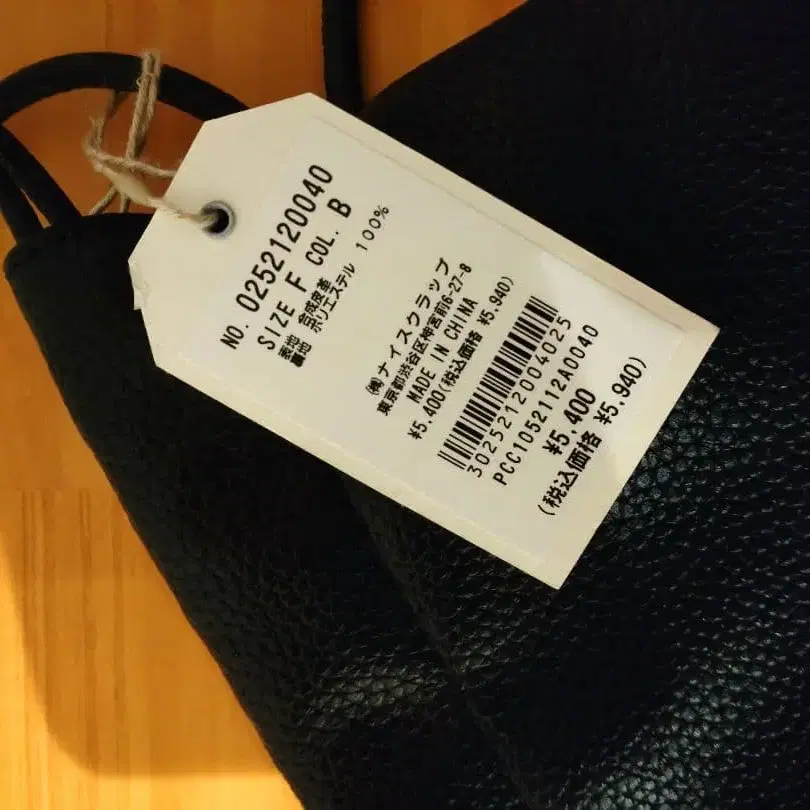 NO. 0252120040
SIZE F COL. B
表地 合成皮革
裏地 ポリエステル 100%
(株)ナイスクラップ
東京都渋谷区神宮前6-27-8
MADE IN CHINA
¥5,400(税込価格 ¥5,940)
3025212004025
PCC1052112A0040
¥5,400
(税込価格 ¥5,940)